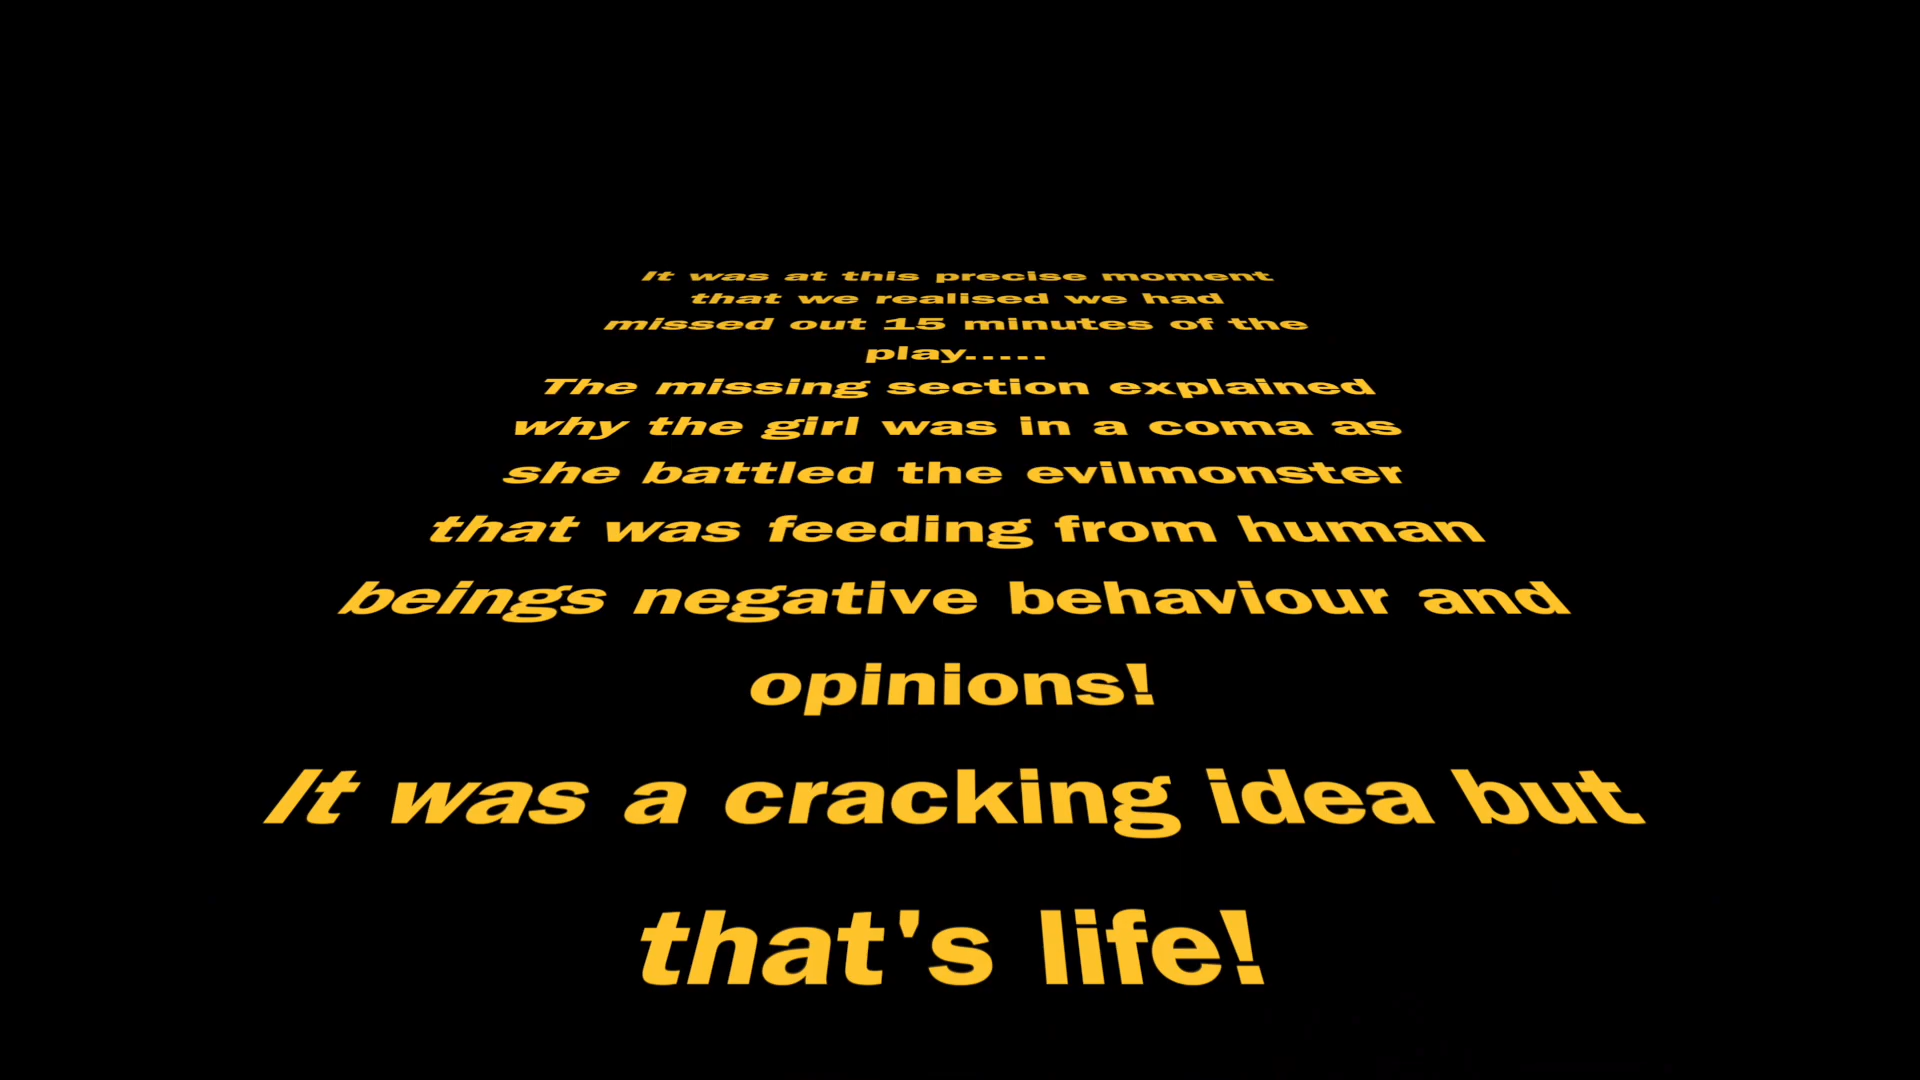 It was at this precise moment
that we realised we had
missed out 15 minutes of the
play.....
The missing section explained
why the girl was in a coma as
she battled the evilmonster
that was feeding from human
beings negative behaviour and
opinions!
It was a cracking idea but
that's life!